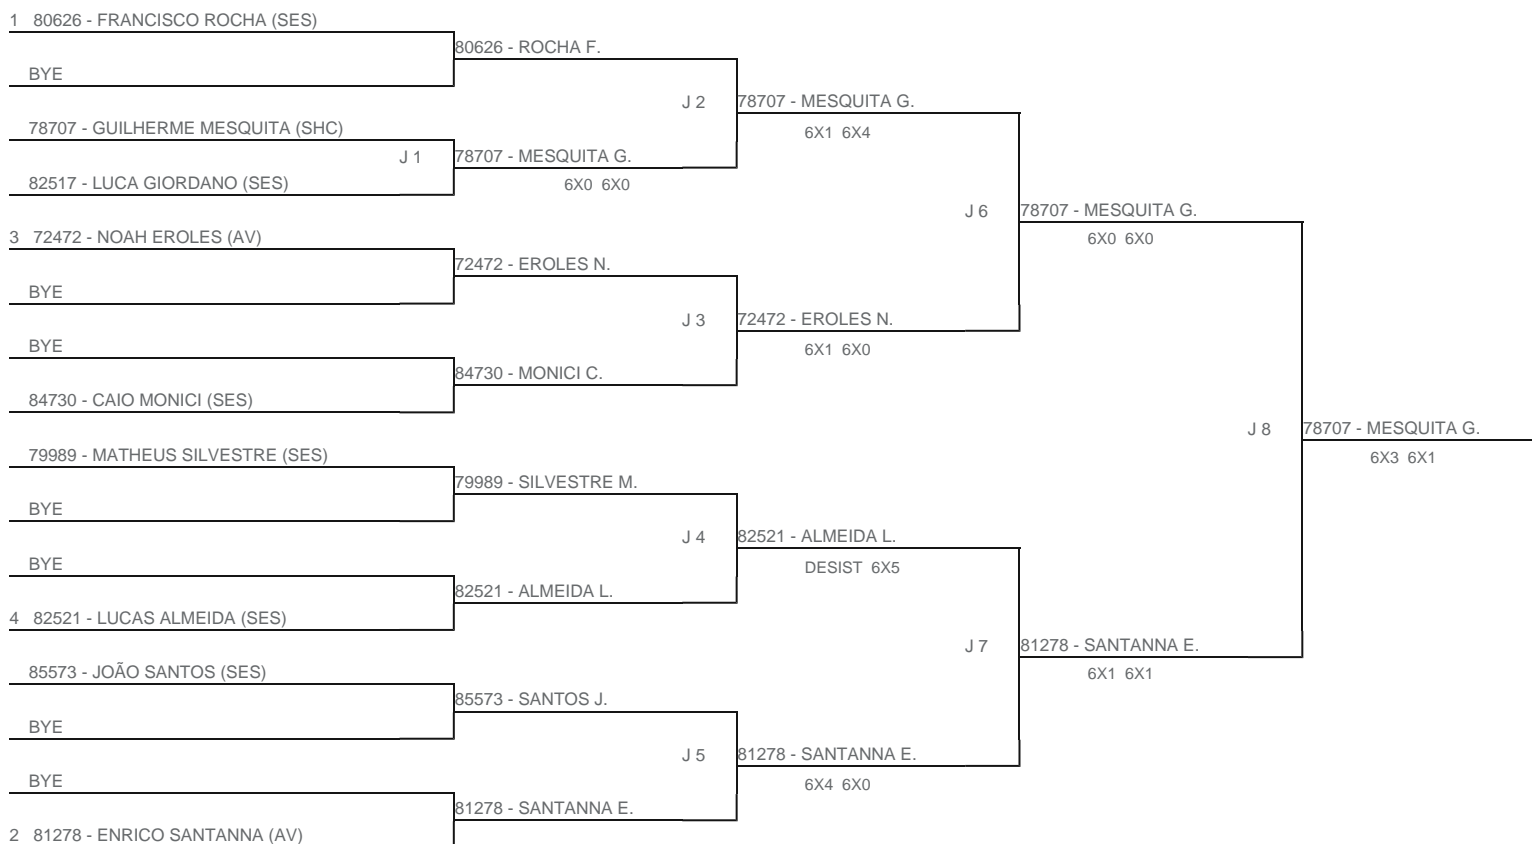 1 80626 - FRANCISCO ROCHA (SES)
80626 - ROCHA F.
BYE
J 2
78707 - MESQUITA G.
78707 - GUILHERME MESQUITA (SHC)
6X1 6X4
J 1
78707 - MESQUITA G.
82517 - LUCA GIORDANO (SES)
6X0 6X0
J 6
78707 - MESQUITA G.
3 72472 - NOAH EROLES (AV)
6X0 6X0
72472 - EROLES N.
BYE
J 3
72472 - EROLES N.
BYE
6X1 6X0
84730 - MONICI C.
84730 - CAIO MONICI (SES)
J 8
78707 - MESQUITA G.
79989 - MATHEUS SILVESTRE (SES)
6X3 6X1
79989 - SILVESTRE M.
BYE
J 4
82521 - ALMEIDA L.
BYE
DESIST 6X5
82521 - ALMEIDA L.
4 82521 - LUCAS ALMEIDA (SES)
J 7
81278 - SANTANNA E.
85573 - JOÃO SANTOS (SES)
6X1 6X1
85573 - SANTOS J.
BYE
J 5
81278 - SANTANNA E.
BYE
6X4 6X0
81278 - SANTANNA E.
2 81278 - ENRICO SANTANNA (AV)